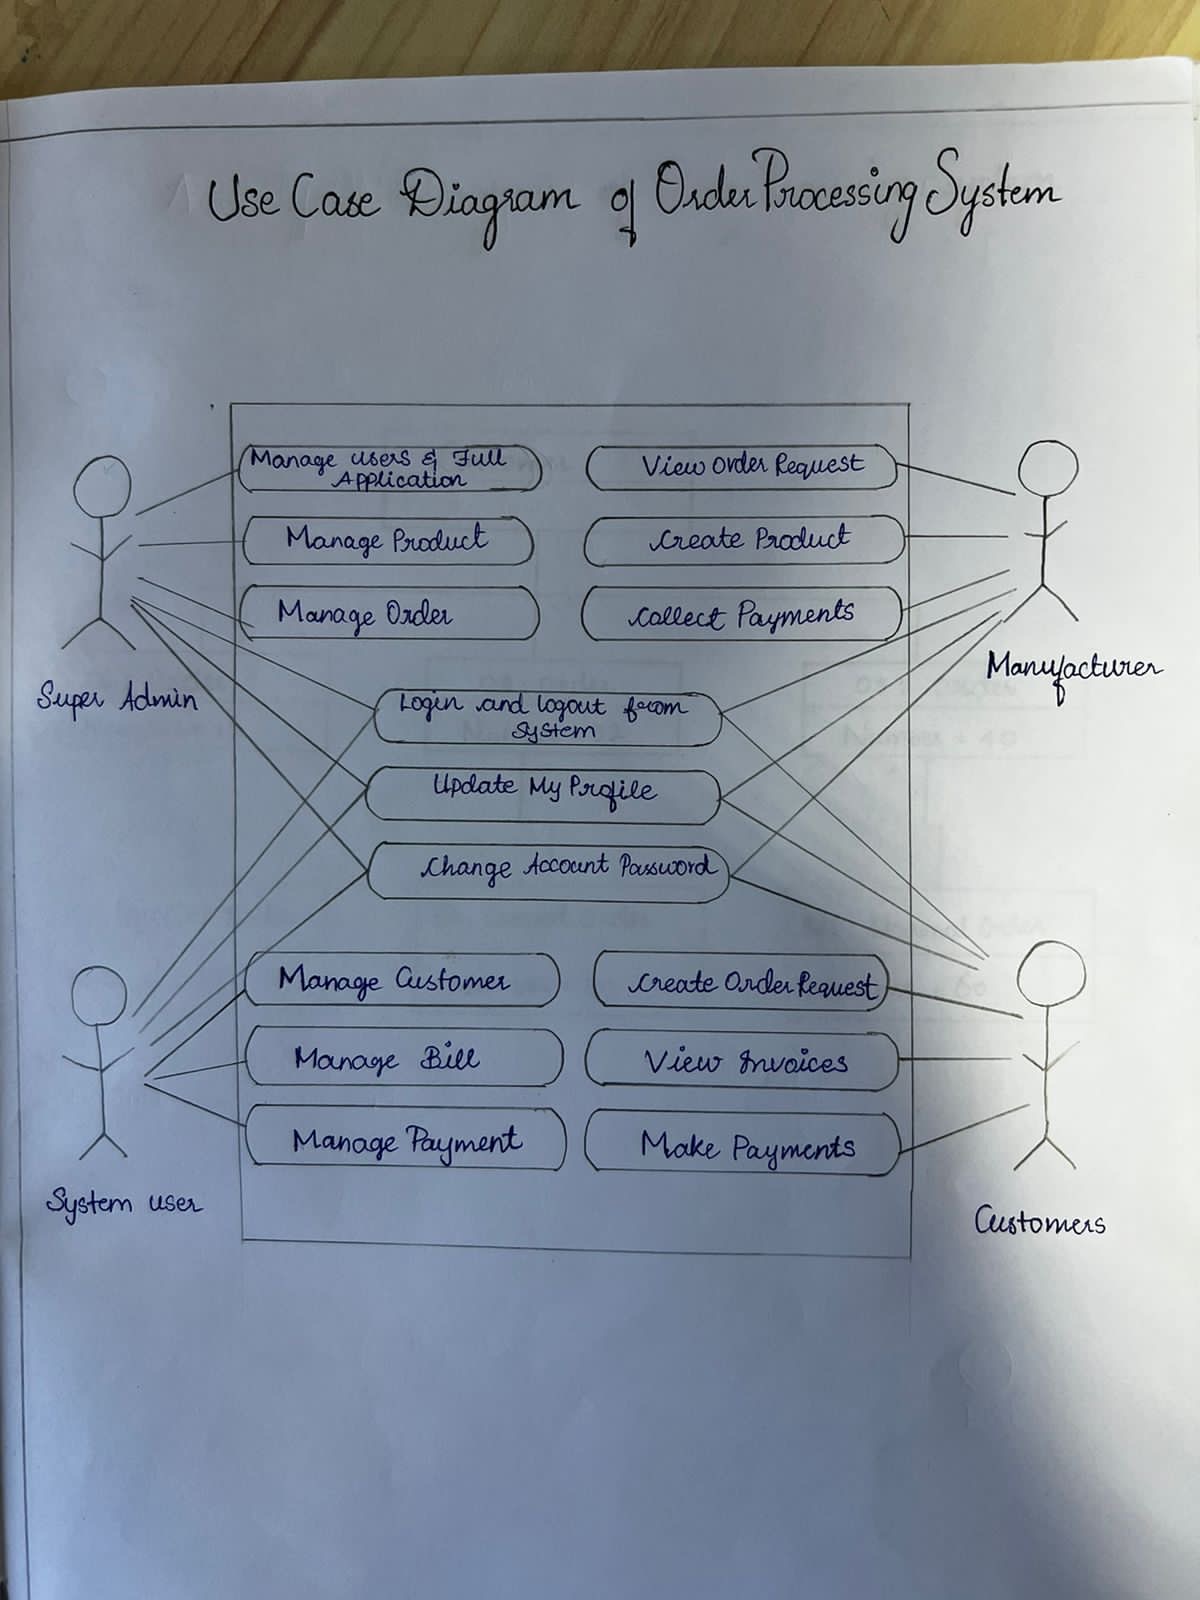 Use Case Diagram of Order Processing System
Manage users & Full
Application
View Order Request
Manage Product
Create Product
Manage Order
Collect Payments
Super Admin
Manufacturer
Login and logout from
System
Update My Profile
Change Account Password
Manage Customer
Create Order Request
Manage Bill
View Invoices
Manage Payment
Make Payments
System user
Customers